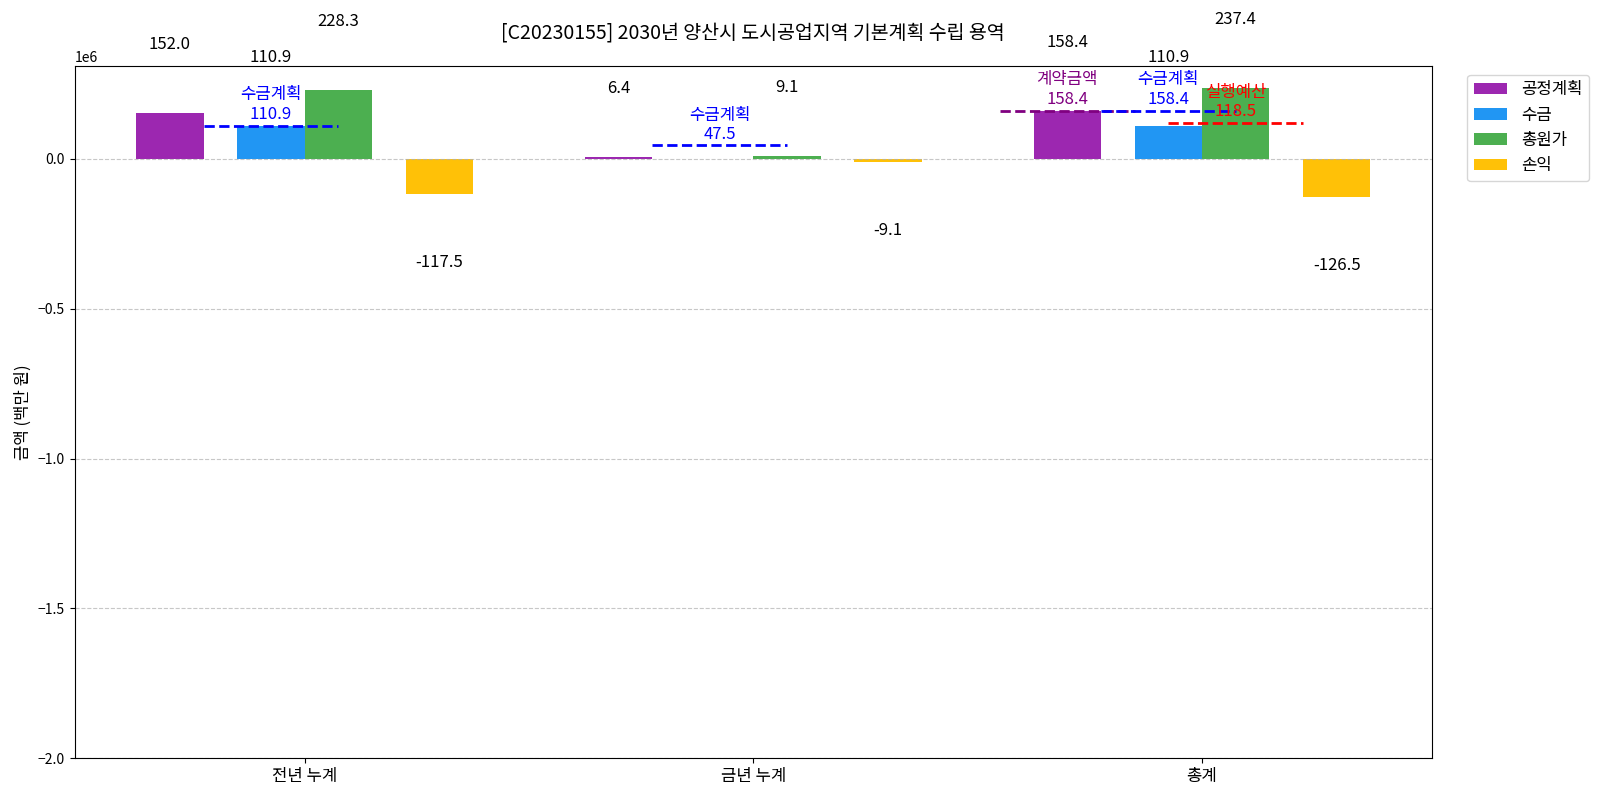 [C20230155] 2030년 양산시 도시공업지역 기본계획 수립 용역
1e6
152.0
110.9
228.3
수금계획
110.9
-117.5
6.4
수금계획
47.5
9.1
-9.1
158.4
계약금액
158.4
110.9
수금계획
158.4
237.4
실행예산
118.5
-126.5
공정계획
수금
총원가
손익
금액 (백만 원)
0.0
−0.5
−1.0
−1.5
−2.0
전년 누계
금년 누계
총계